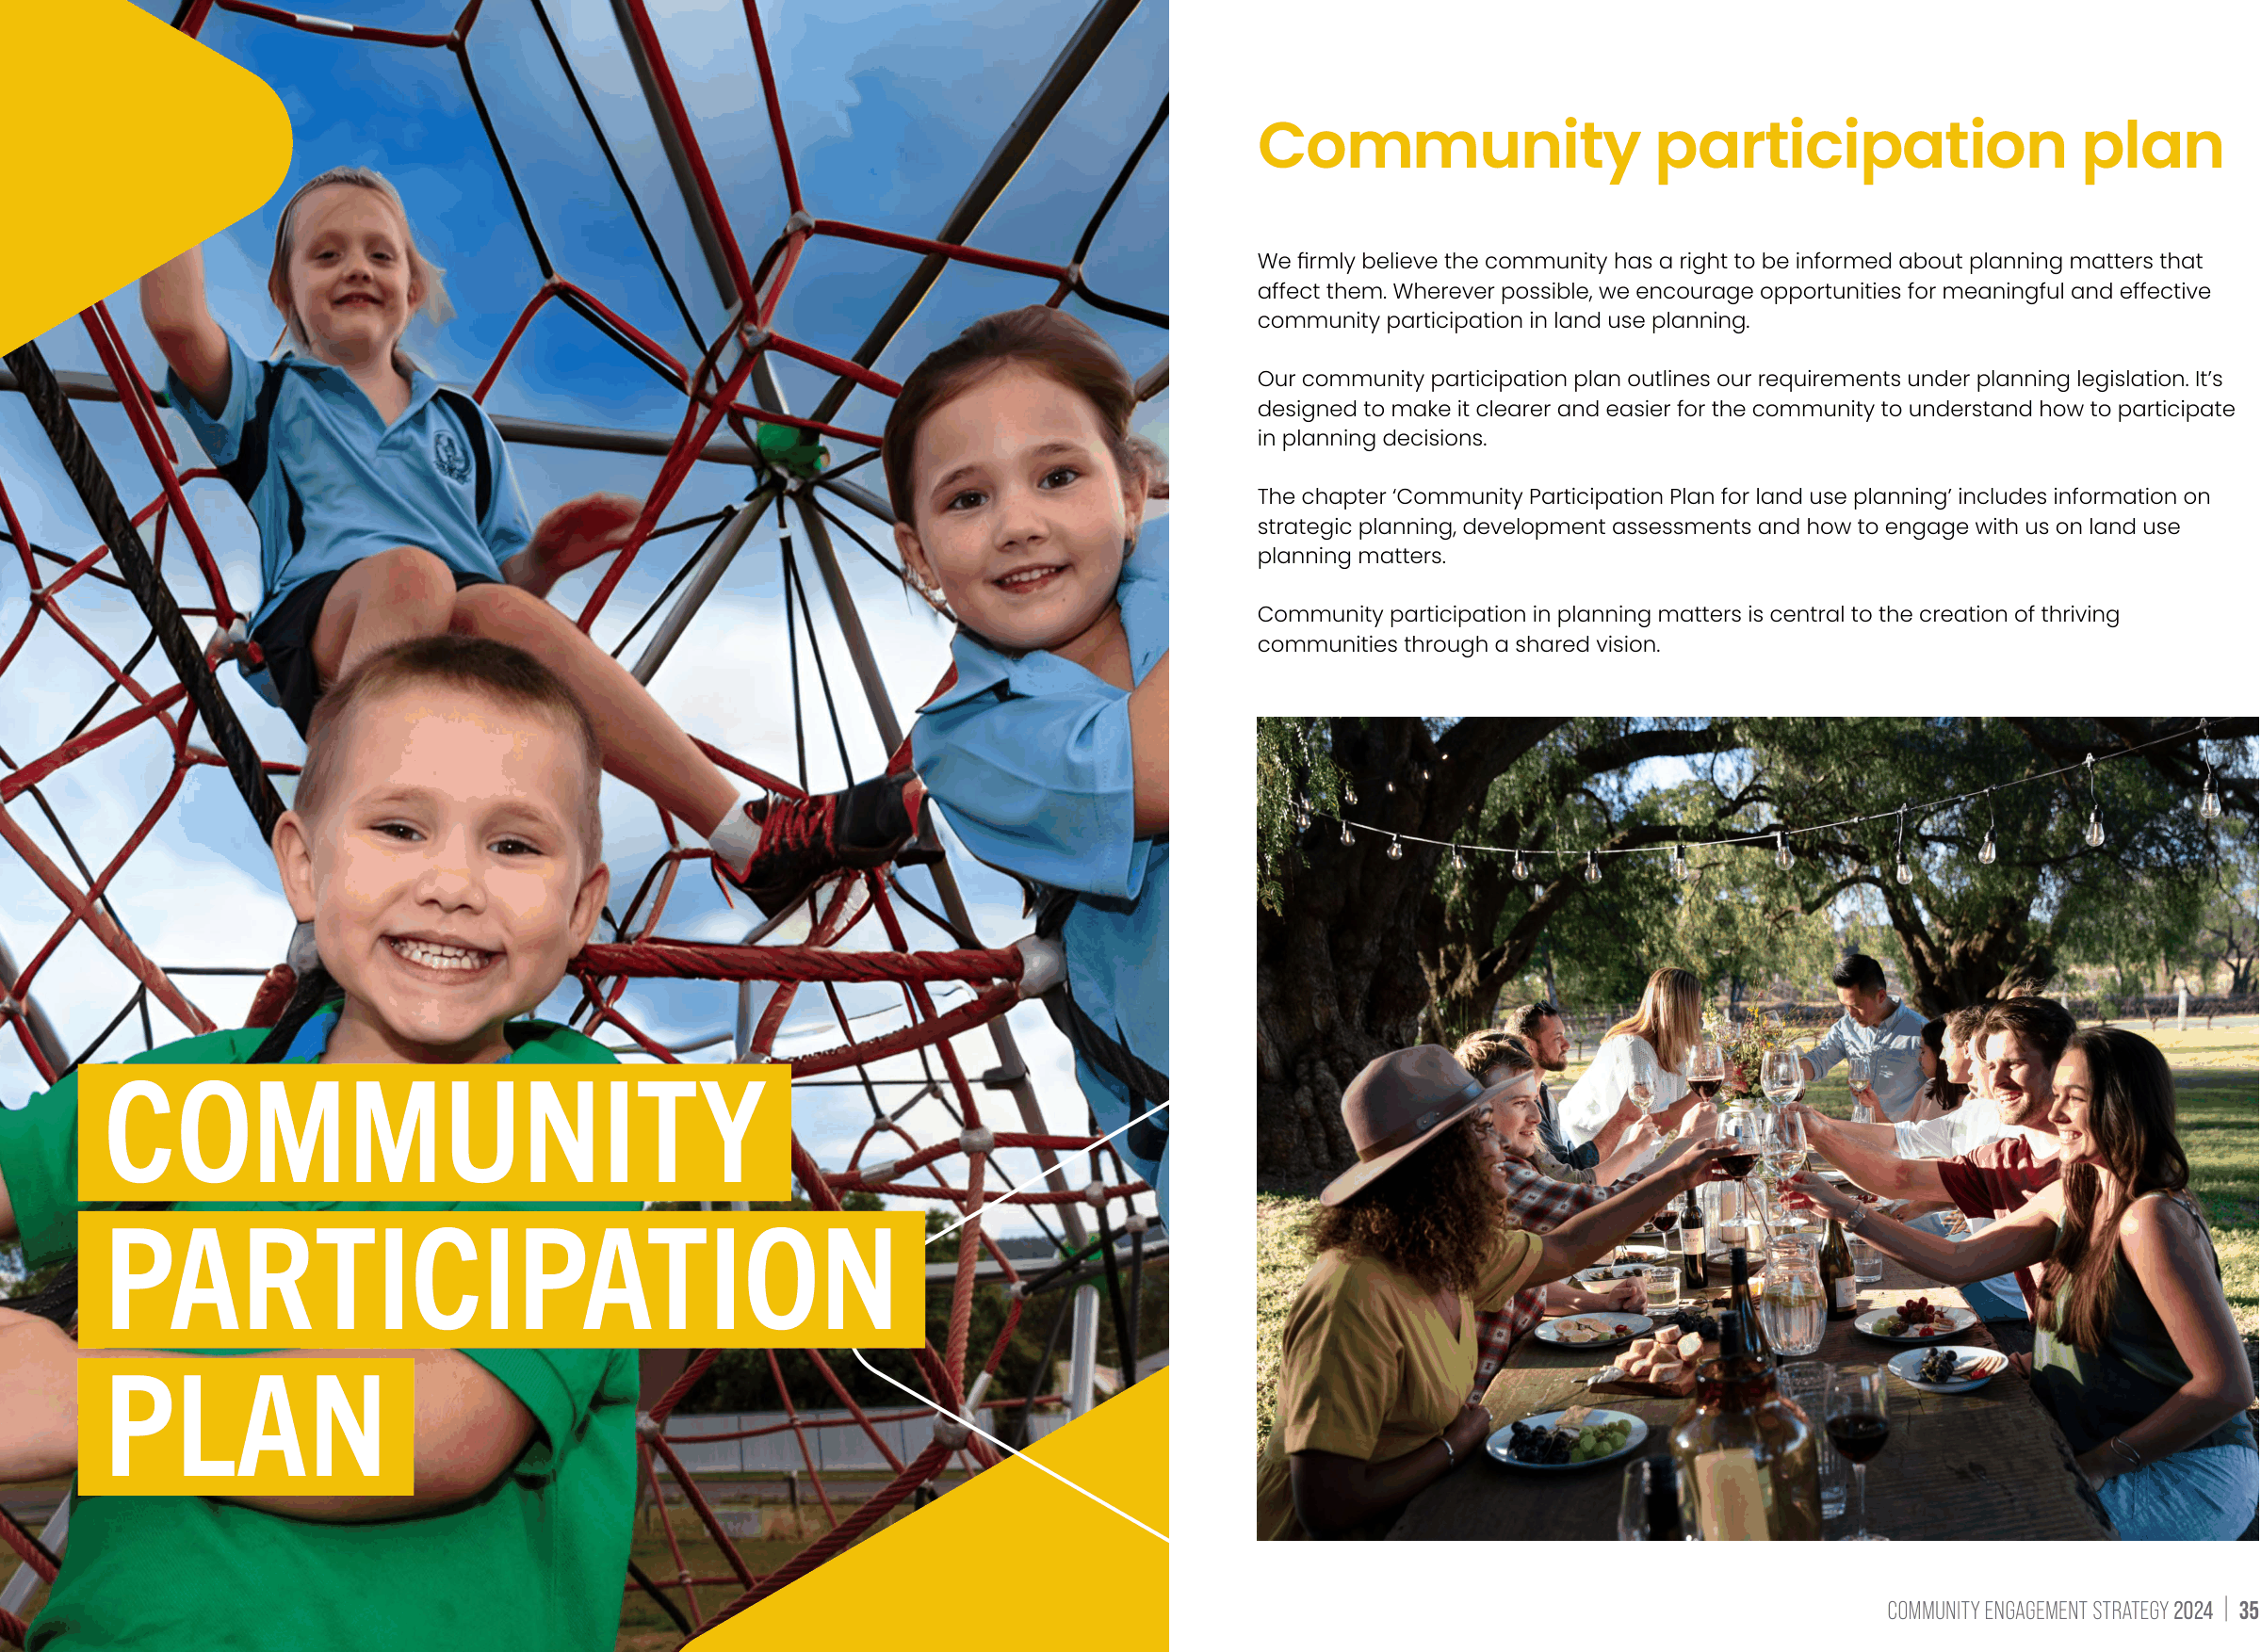 COMMUNITY
PARTICIPATION
PLAN
Community participation plan
We firmly believe the community has a right to be informed about planning matters that
affect them. Wherever possible, we encourage opportunities for meaningful and effective
community participation in land use planning.
Our community participation plan outlines our requirements under planning legislation. It’s
designed to make it clearer and easier for the community to understand how to participate
in planning decisions.
The chapter ‘Community Participation Plan for land use planning’ includes information on
strategic planning, development assessments and how to engage with us on land use
planning matters.
Community participation in planning matters is central to the creation of thriving
communities through a shared vision.
COMMUNITY ENGAGEMENT STRATEGY 2024 | 35